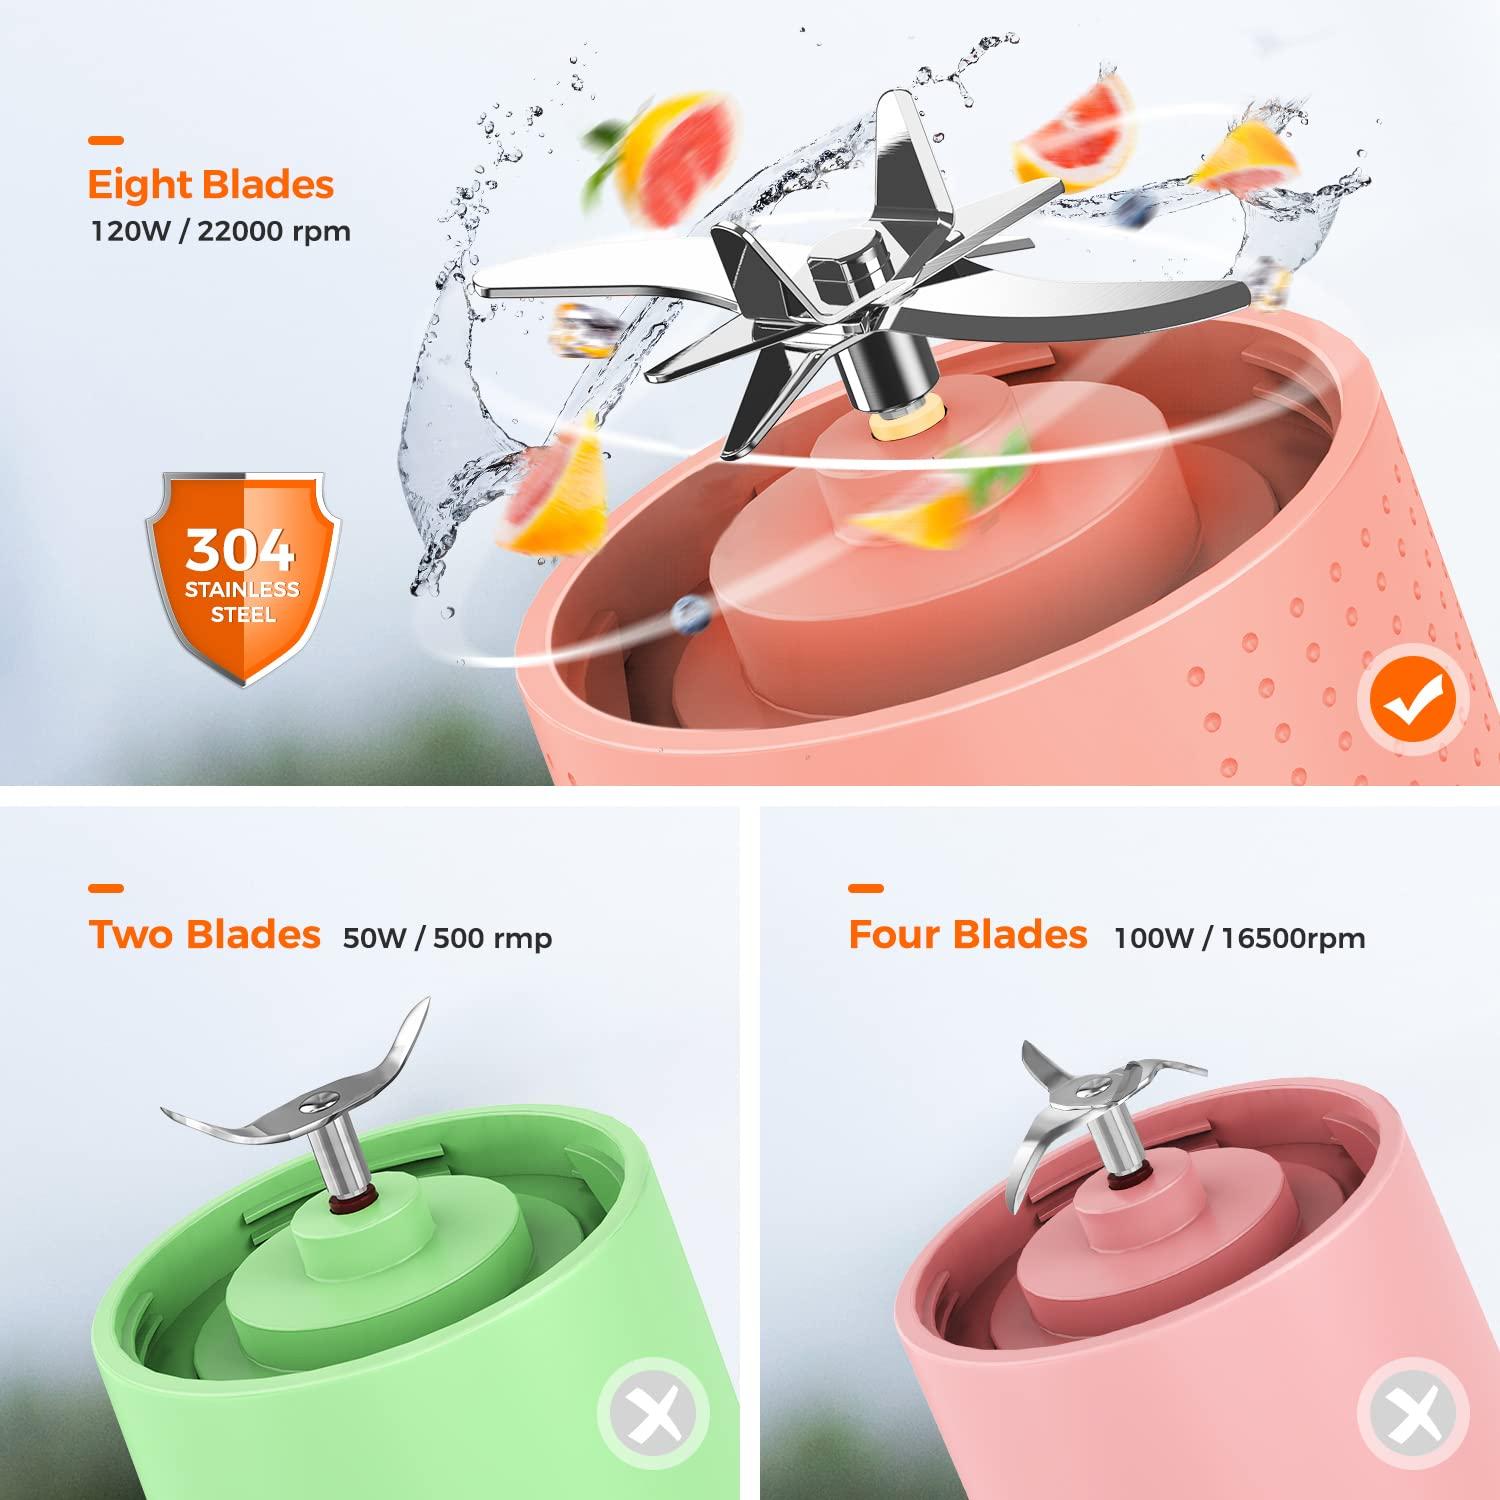 Eight Blades
120W / 22000 rpm
304
STAINLESS
STEEL
Two Blades 50W / 500 rmp
Four Blades 100W / 16500rpm